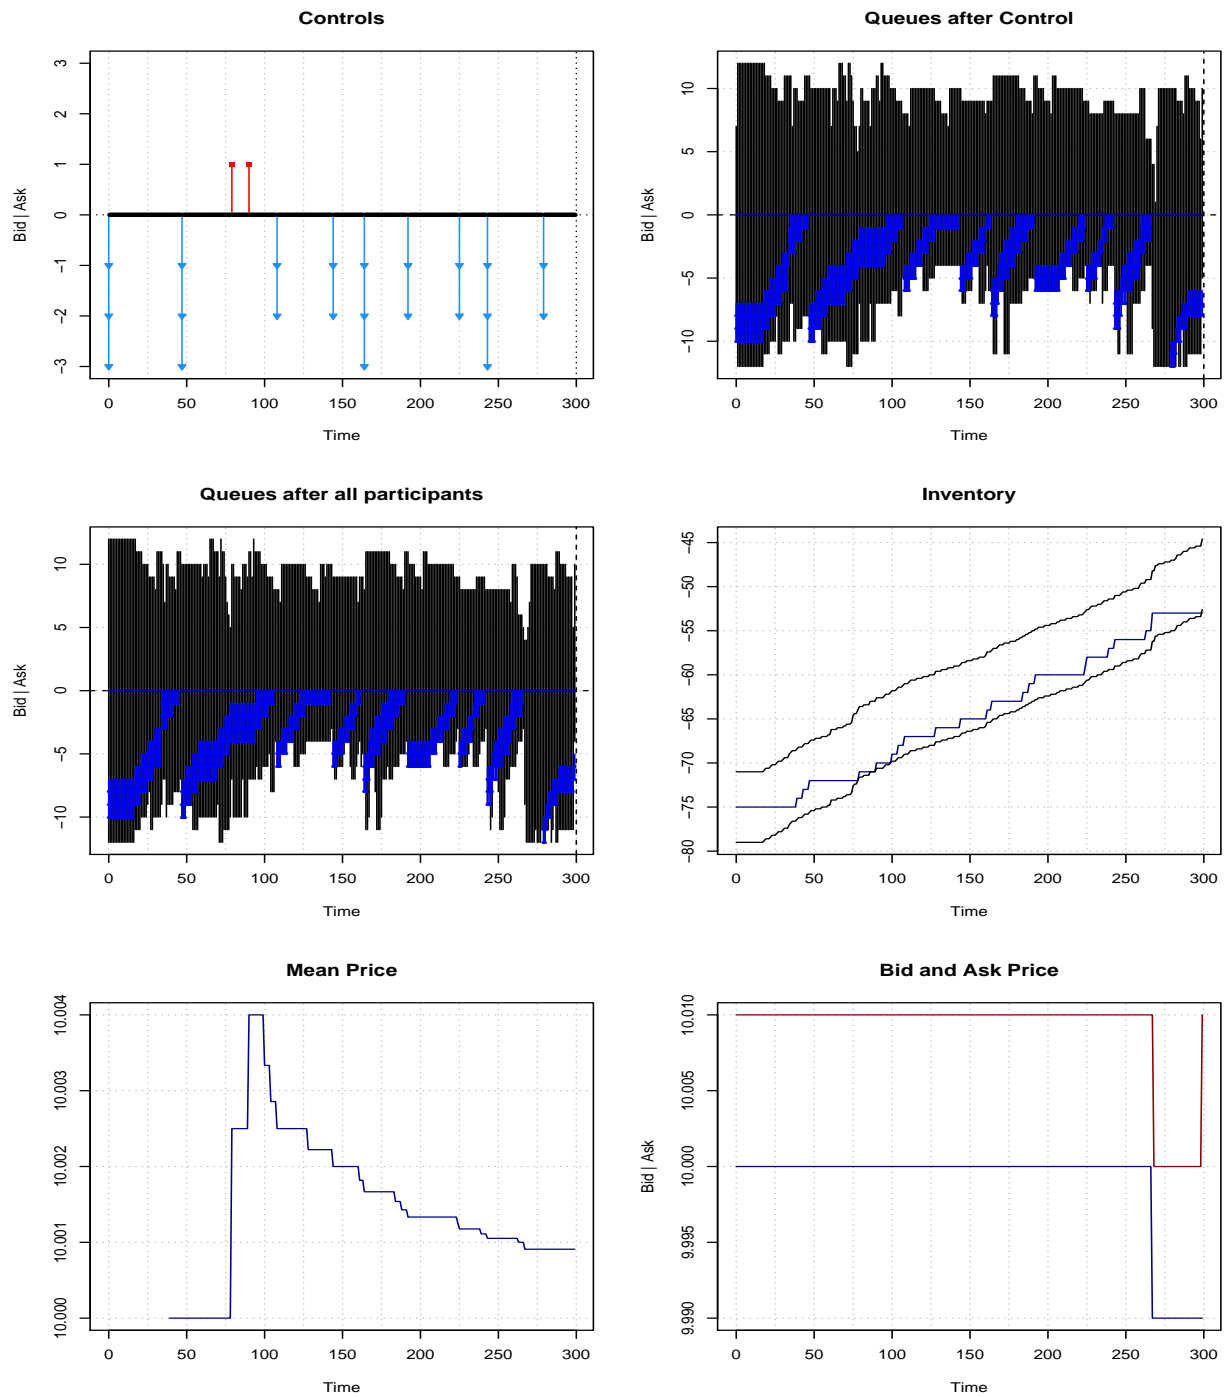 Controls
Bid | Ask
3
2
1
0
−1
−2
−3
0 50 100 150 200 250 300
Time
Queues after Control
Bid | Ask
10
5
0
−5
−10
0 50 100 150 200 250 300
Time
Queues after all participants
Bid | Ask
10
5
0
−5
−10
0 50 100 150 200 250 300
Time
Inventory
−45
−50
−55
−60
−65
−70
−75
−80
0 50 100 150 200 250 300
Time
Mean Price
10.004
10.003
10.002
10.001
10.000
0 50 100 150 200 250 300
Time
Bid and Ask Price
Bid | Ask
10.010
10.005
10.000
9.995
9.990
0 50 100 150 200 250 300
Time